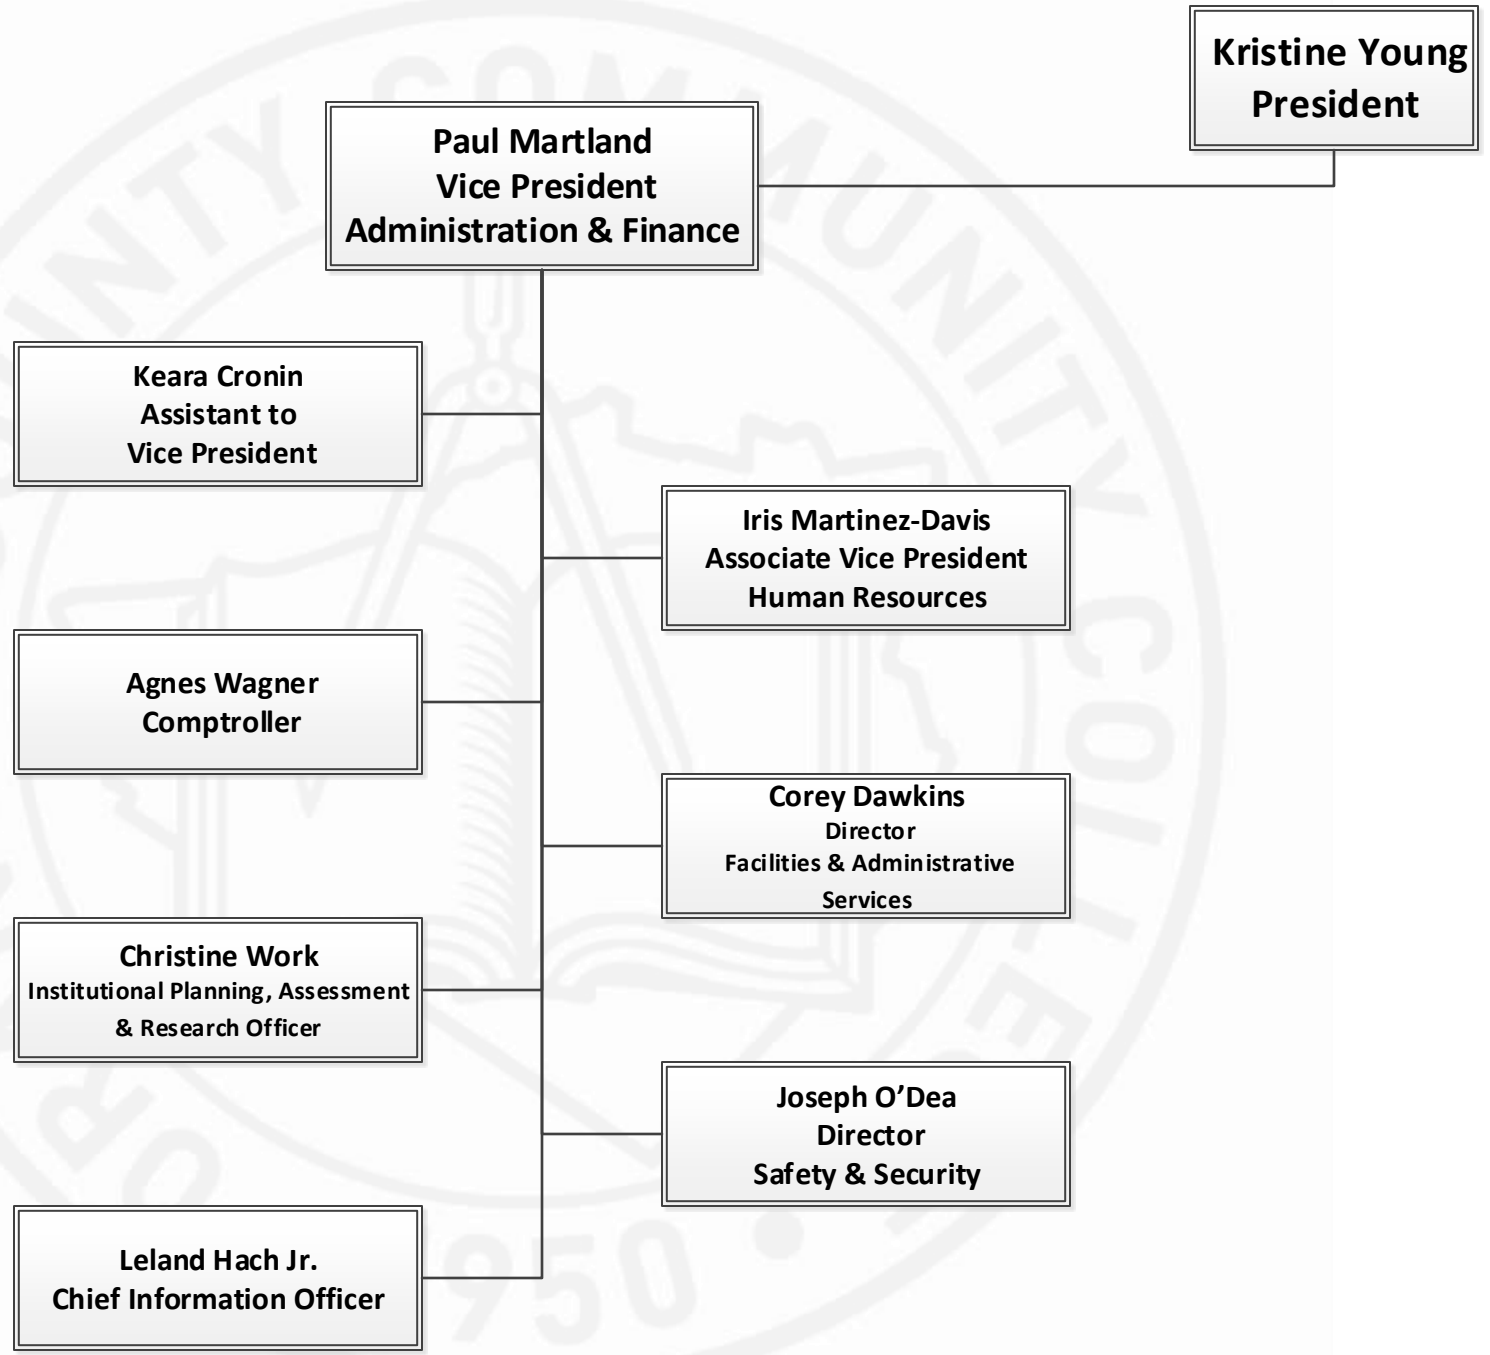 Kristine Young
President
Paul Martland
Vice President
Administration & Finance
Keara Cronin
Assistant to
Vice President
Iris Martinez-Davis
Associate Vice President
Human Resources
Agnes Wagner
Comptroller
Corey Dawkins
Director
Facilities & Administrative
Services
Christine Work
Institutional Planning, Assessment
& Research Officer
Joseph O’Dea
Director
Safety & Security
Leland Hach Jr.
Chief Information Officer
COMMUNITY